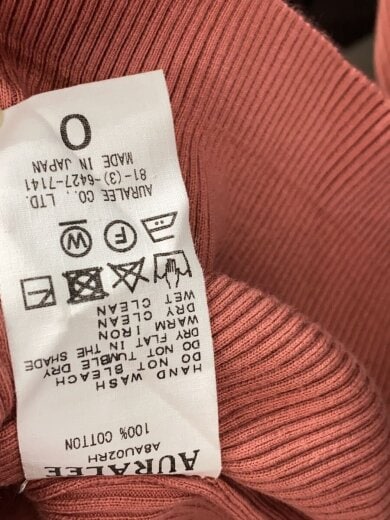 AURALEE
A8AU02RH
100% COTTON
HAND WASH
DO NOT BLEACH
DO NOT TUMBLE DRY
DRY FLAT IN THE SHADE
WARM IRON
DRY CLEAN
WET CLEAN
F W
AURALEE CO., LTD.
81-(3)-6427-7141
MADE IN JAPAN
0